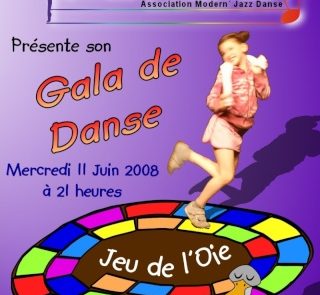 Association Modern' Jazz Danse
Présente son
Gala de
Danse
Mercredi 11 Juin 2008
à 21 heures
Jeu de l'Oie